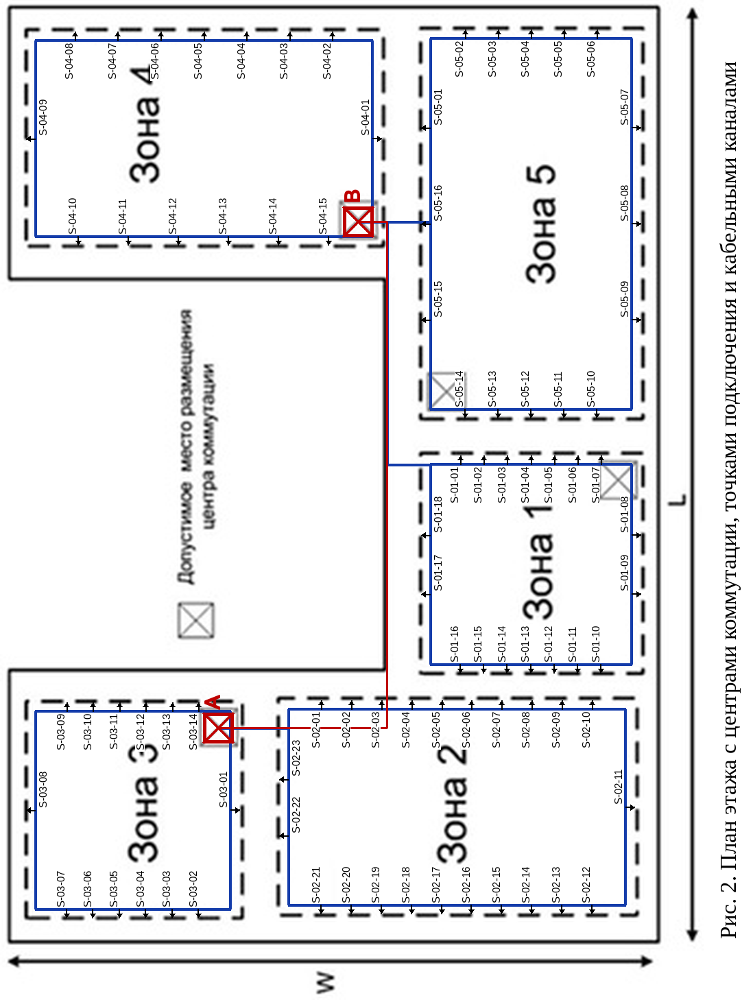 S-03-08
S-03-07
S-03-06
S-03-05
S-03-04
S-03-03
S-03-02
Зона 3
S-03-09
S-03-10
S-03-11
S-03-12
S-03-13
S-03-14
S-03-01
A
Допустимое место размещения
центра коммутации
S-04-09
S-04-10
S-04-11
S-04-12
S-04-13
S-04-14
S-04-15
Зона 4
S-04-08
S-04-07
S-04-06
S-04-05
S-04-04
S-04-03
S-04-02
S-04-01
B
S-02-22
S-02-23
S-02-21
S-02-20
S-02-19
S-02-18
S-02-17
S-02-16
S-02-15
S-02-14
S-02-13
S-02-12
Зона 2
S-02-01
S-02-02
S-02-03
S-02-04
S-02-05
S-02-06
S-02-07
S-02-08
S-02-09
S-02-10
S-02-11
S-01-17
S-01-18
S-01-16
S-01-15
S-01-14
S-01-13
S-01-12
S-01-11
S-01-10
Зона 1
S-01-01
S-01-02
S-01-03
S-01-04
S-01-05
S-01-06
S-01-07
S-01-09
S-01-08
S-05-15
S-05-16
S-05-01
S-05-14
S-05-13
S-05-12
S-05-11
S-05-10
Зона 5
S-05-02
S-05-03
S-05-04
S-05-05
S-05-06
S-05-09
S-05-08
S-05-07
W
L
Рис. 2. План этажа с центрами коммутации, точками подключения и кабельными каналами